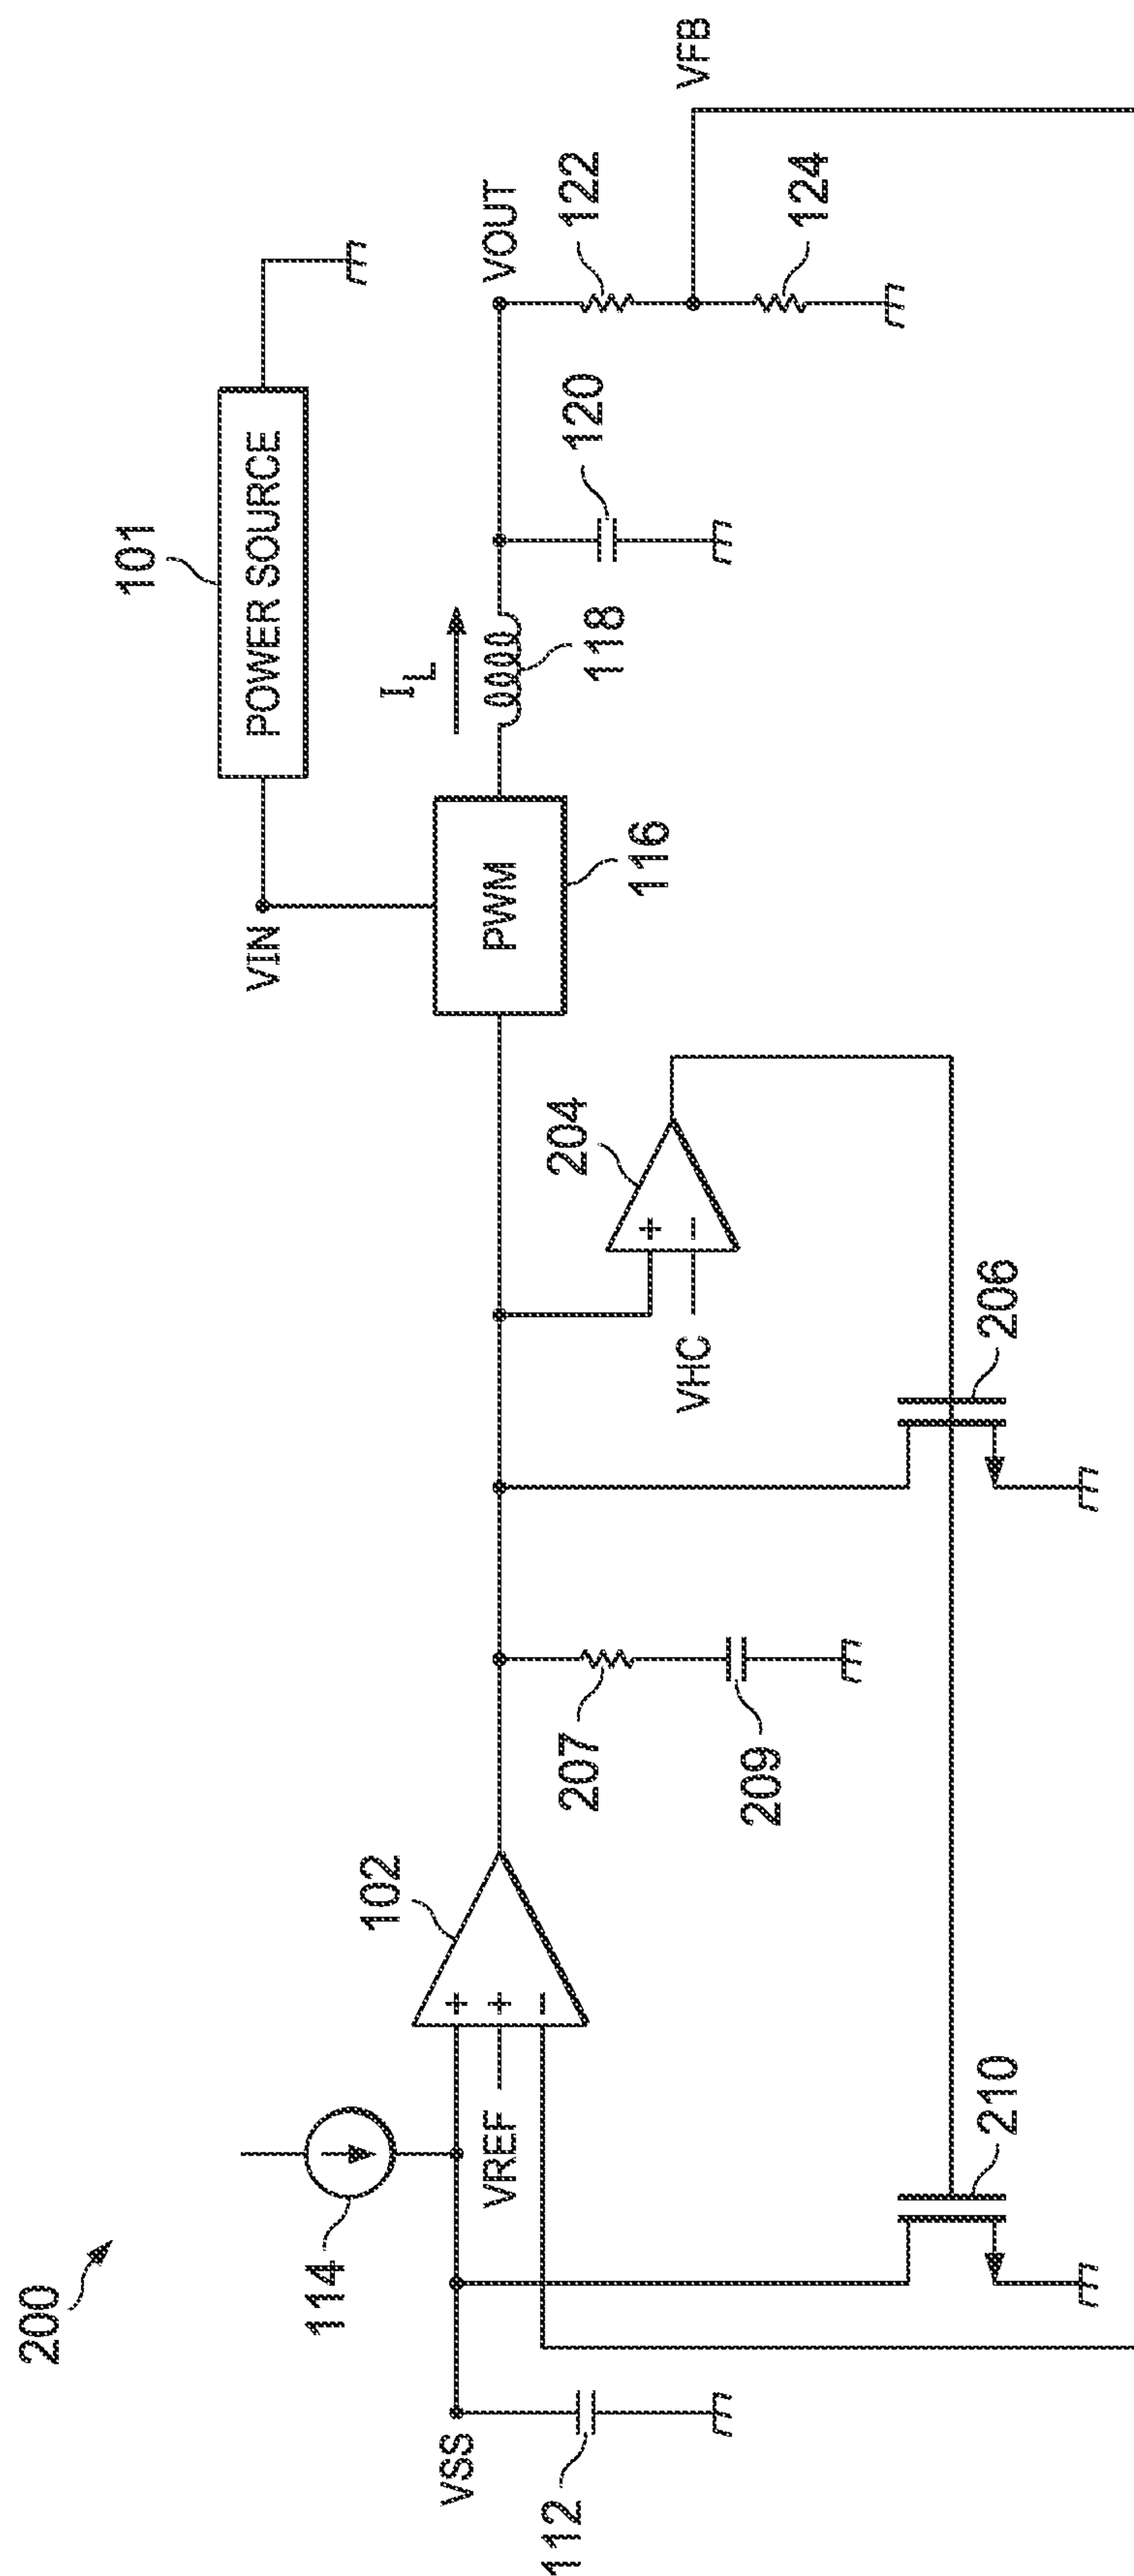 200
101
POWER SOURCE
VIN
114
102
I_L
VOUT
VFB
VSS
VREF
+
+
−
PWM
116
118
120
122
124
112
207
209
204
+
−
VHC
206
210